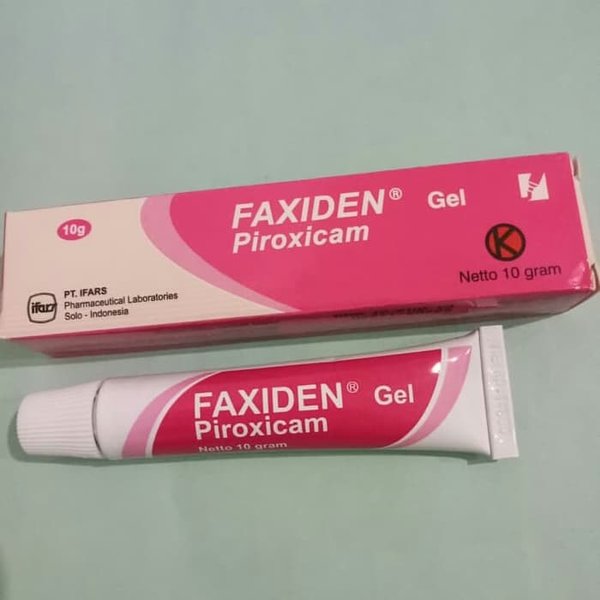 FAXIDEN® Gel
Piroxicam
10g
K
Netto 10 gram
ifars
PT. IFARS
Pharmaceutical Laboratories
Solo - Indonesia
FAXIDEN® Gel
Piroxicam
Netto 10 gram